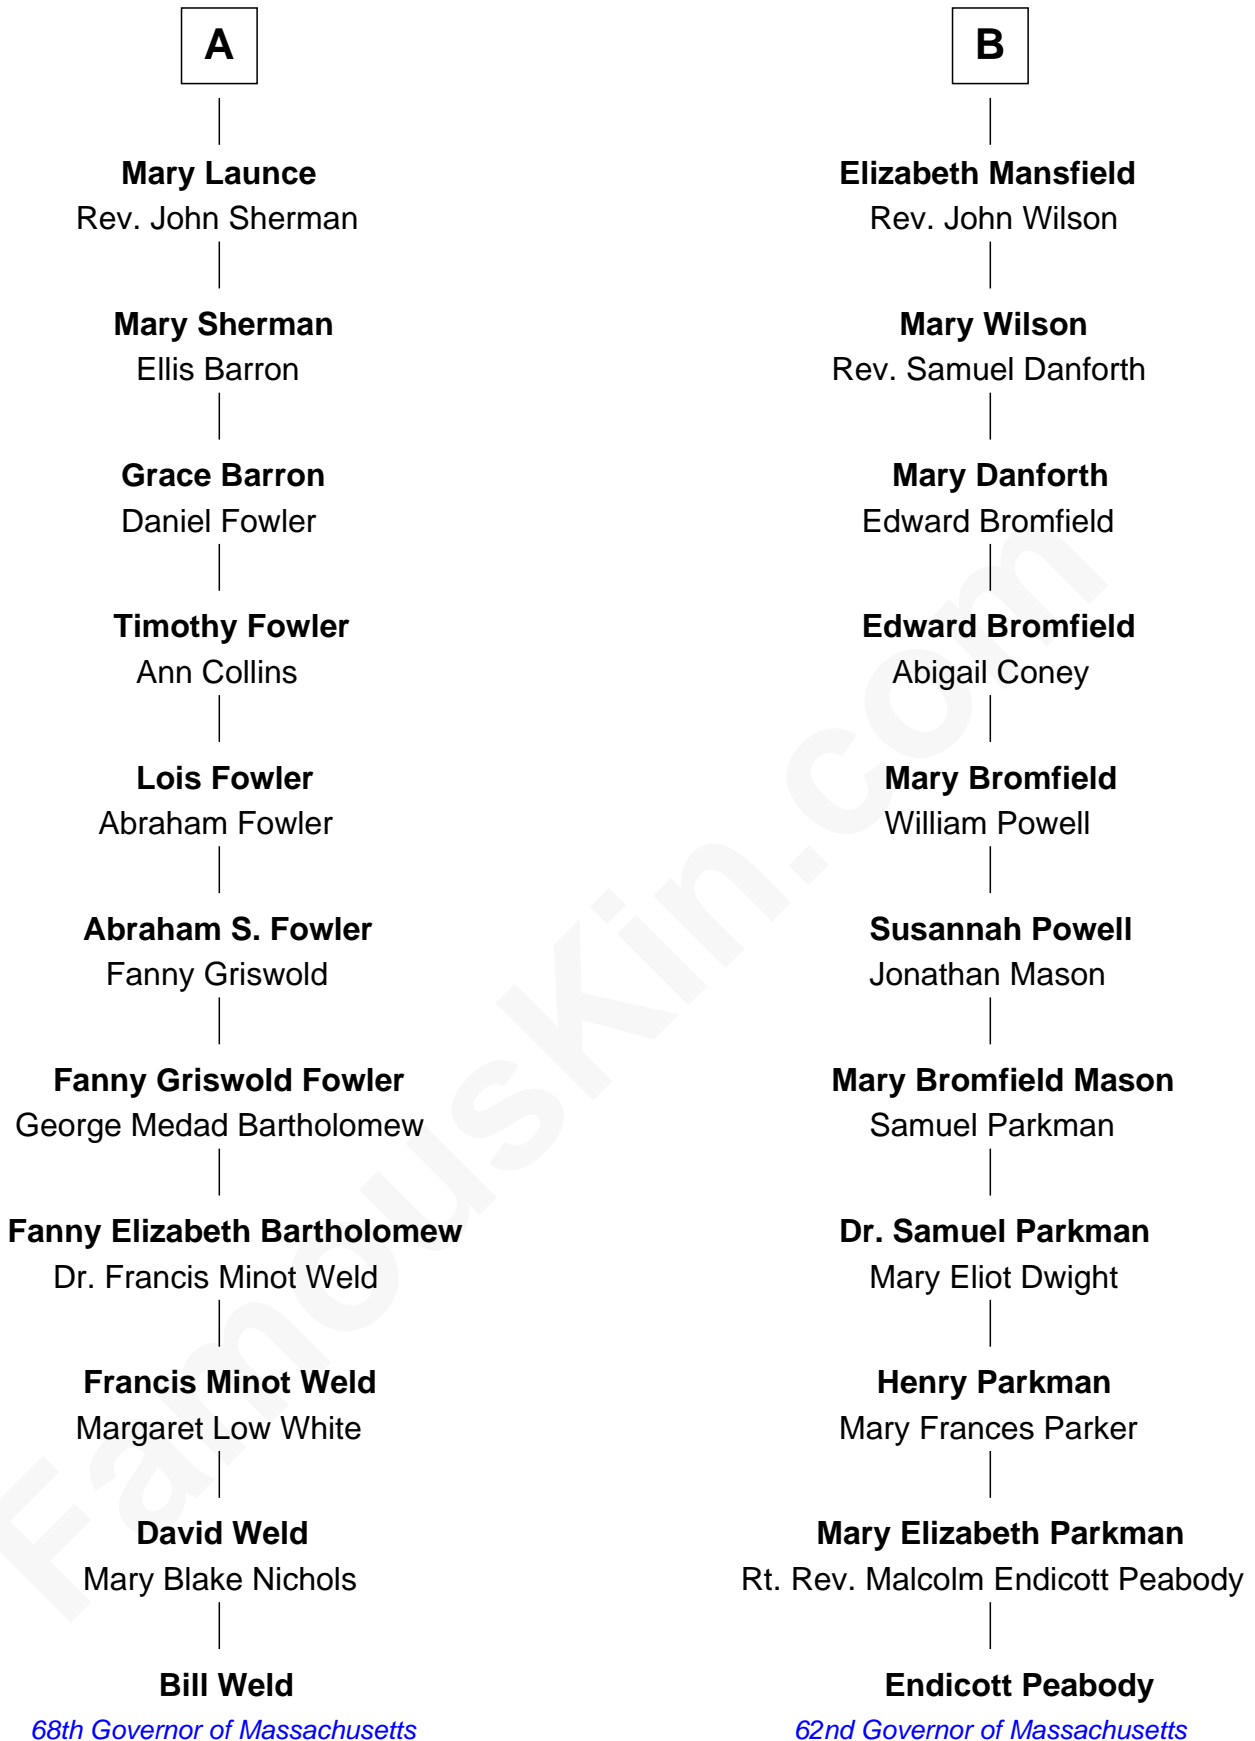 A
Mary Launce
Rev. John Sherman
Mary Sherman
Ellis Barron
Grace Barron
Daniel Fowler
Timothy Fowler
Ann Collins
Lois Fowler
Abraham Fowler
Abraham S. Fowler
Fanny Griswold
Fanny Griswold Fowler
George Medad Bartholomew
Fanny Elizabeth Bartholomew
Dr. Francis Minot Weld
Francis Minot Weld
Margaret Low White
David Weld
Mary Blake Nichols
Bill Weld
68th Governor of Massachusetts
B
Elizabeth Mansfield
Rev. John Wilson
Mary Wilson
Rev. Samuel Danforth
Mary Danforth
Edward Bromfield
Edward Bromfield
Abigail Coney
Mary Bromfield
William Powell
Susannah Powell
Jonathan Mason
Mary Bromfield Mason
Samuel Parkman
Dr. Samuel Parkman
Mary Eliot Dwight
Henry Parkman
Mary Frances Parker
Mary Elizabeth Parkman
Rt. Rev. Malcolm Endicott Peabody
Endicott Peabody
62nd Governor of Massachusetts
FamousKin.com